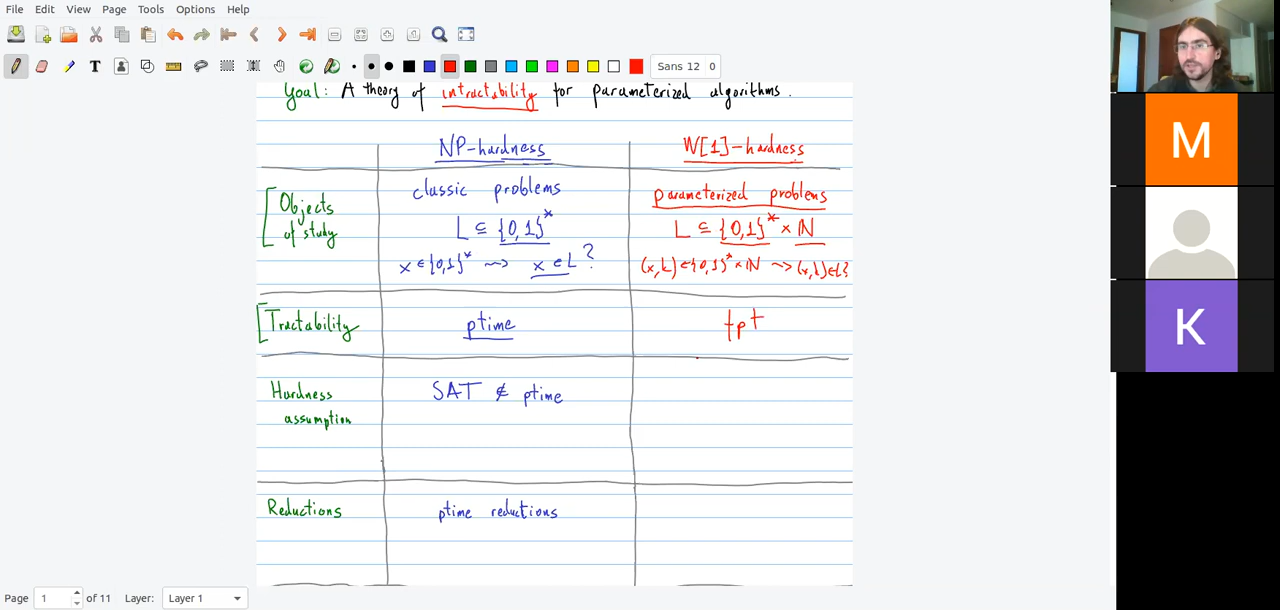 File Edit View Page Tools Options Help
Sans 12 0
Goal: A theory of intractability for parameterized algorithms.
NP-hardness W[1]-hardness
Objects of study
classic problems
L ⊆ {0,1}*
x ∈ {0,1}* ⇝ x ∈ L?
parameterized problems
L ⊆ {0,1}* × ℕ
(x,k) ∈ {0,1}* × ℕ ⇝ (x,k) ∈ L?
Tractability ptime fpt
Hardness
assumption
SAT ∉ ptime
Reductions ptime reductions
M
K
Page 1 of 11 Layer: Layer 1